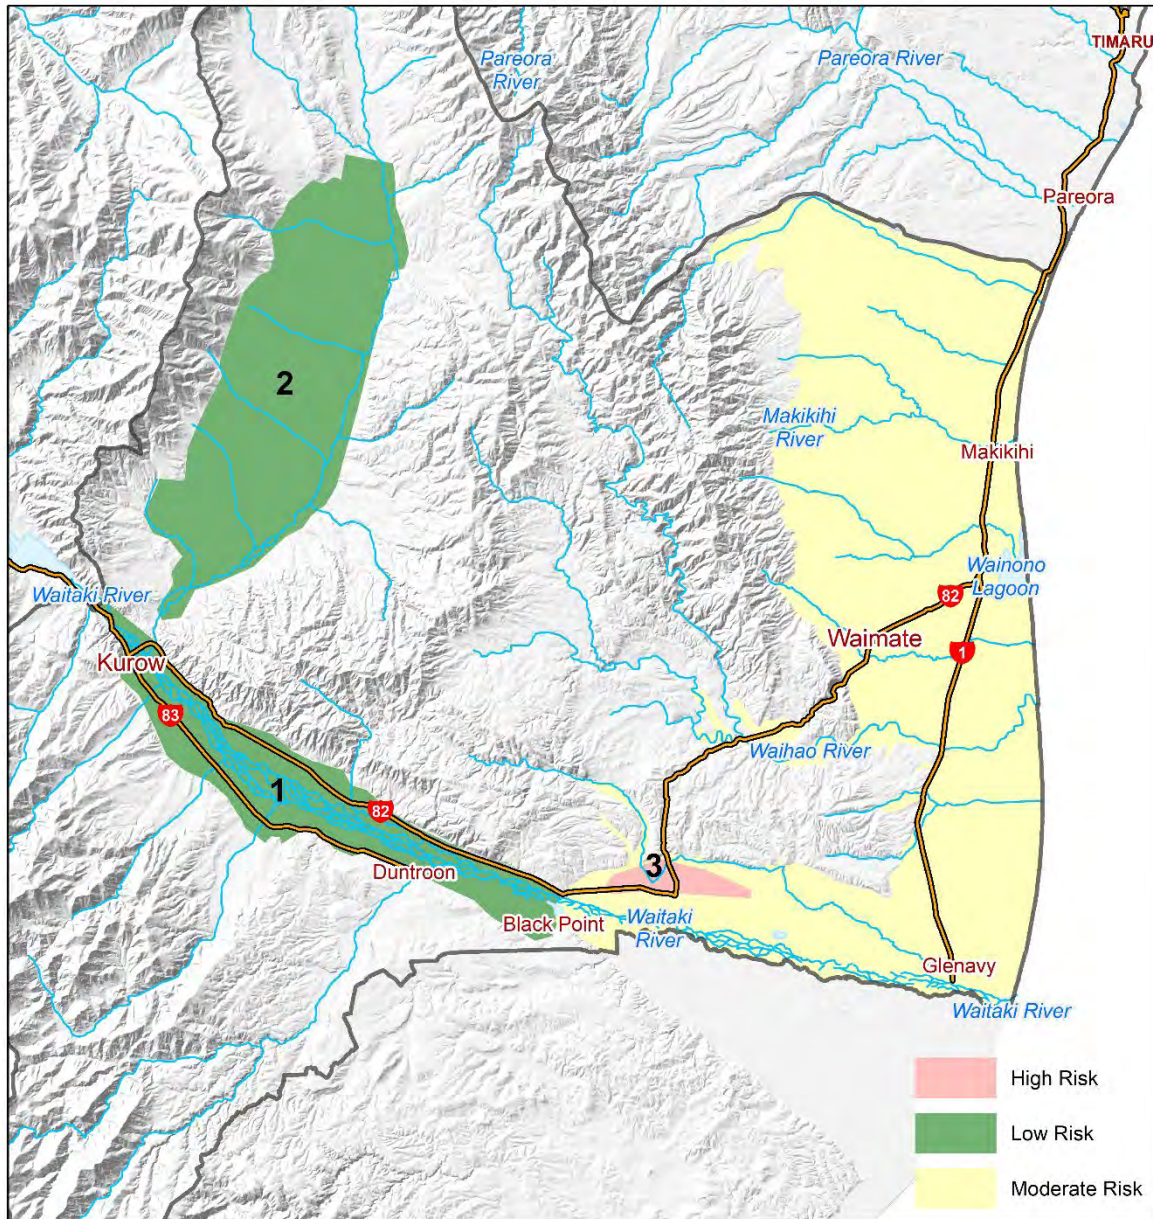 TIMARU
Pareora
River
Pareora River
Pareora
2
Makikihi
River
Makikihi
Wainono
Lagoon
82
Waitaki River
Waimate
1
Kurow
83
Waihao River
1
82
3
Duntroon
Black Point
Waitaki
River
Glenavy
Waitaki River
High Risk
Low Risk
Moderate Risk